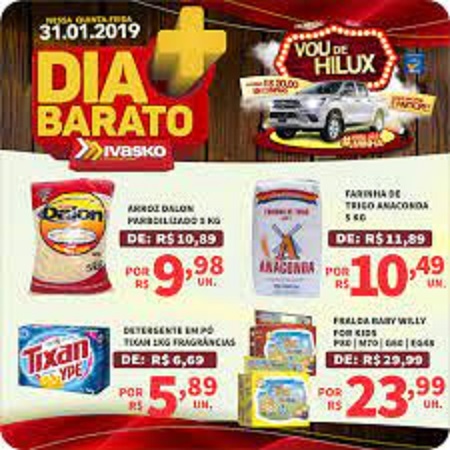 NESSA QUINTA-FEIRA
31.01.2019
DIA +
BARATO
IVASKO
VOU DE
HILUX
ARROZ DALON
PARBOILIZADO 5 KG
DE: R$10,89
POR R$ 9,98 UN.
Dalon
FARINHA DE
TRIGO ANACONDA
5 KG
DE: R$11,89
POR R$ 10,49 UN.
ANACONDA
DETERGENTE EM PÓ
TIXAN 1KG FRAGRÂNCIAS
DE: R$6,69
POR R$ 5,89 UN.
Tixan
YPÊ
FRALDA BABY WILLY
FOR KIDS
P80 | M70 | G60 | EG48
DE: R$29,99
POR R$ 23,99 UN.